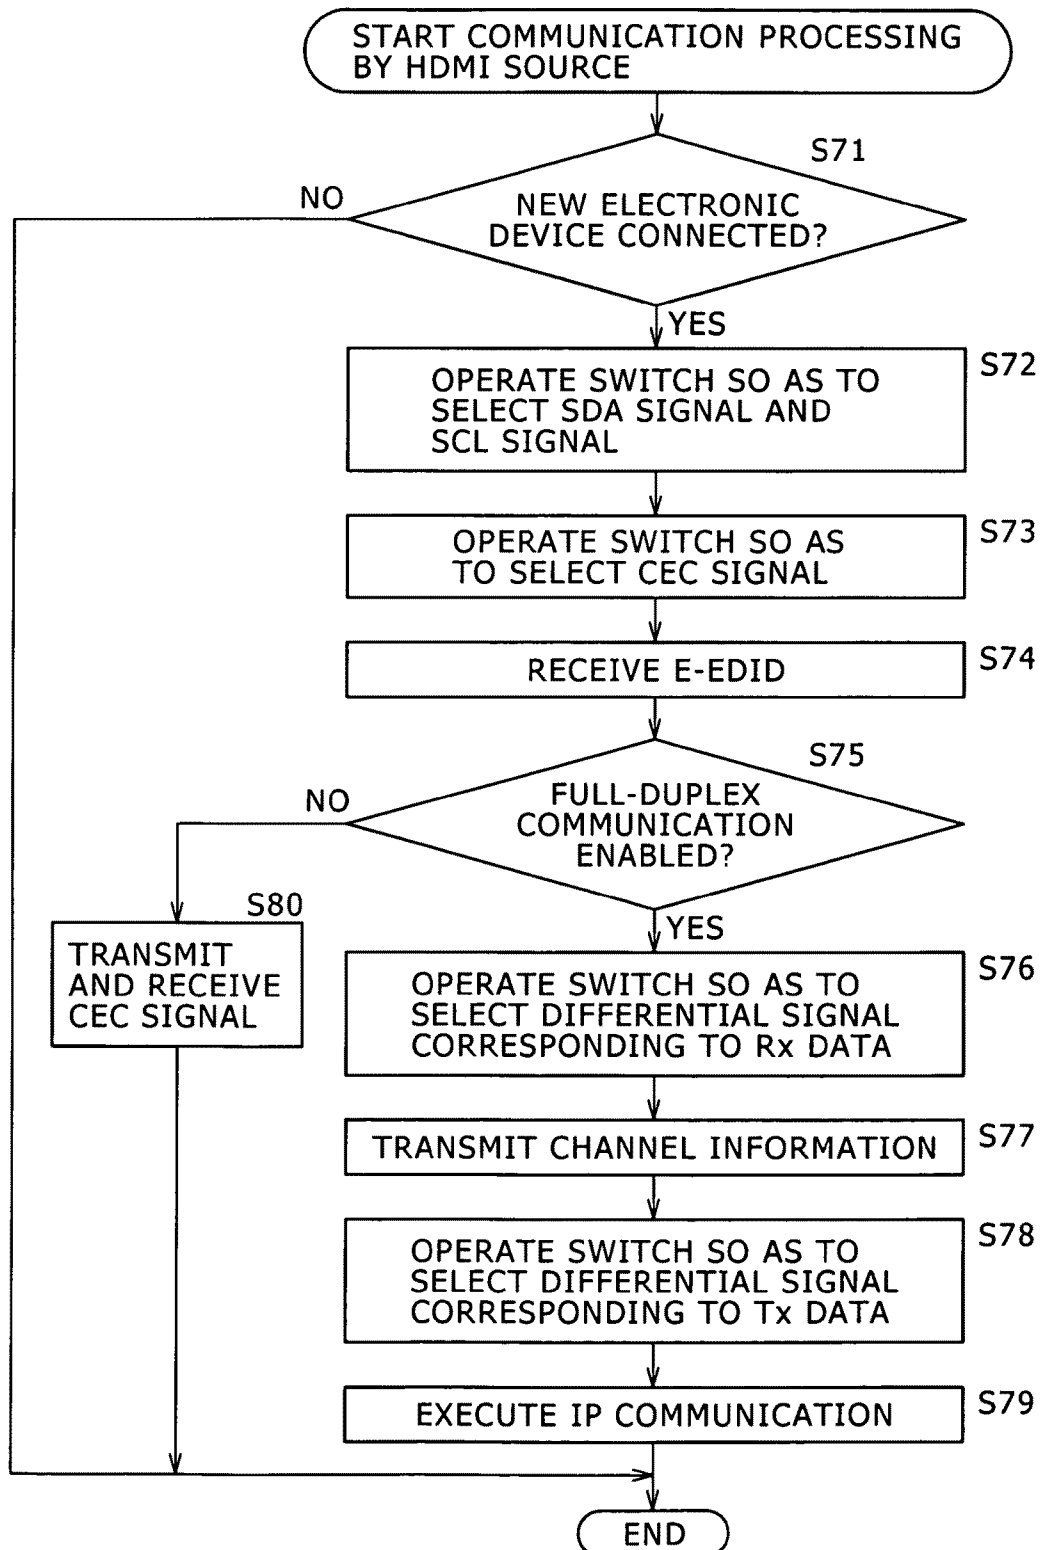 START COMMUNICATION PROCESSING
BY HDMI SOURCE
S71
NO
NEW ELECTRONIC
DEVICE CONNECTED?
YES
S72
OPERATE SWITCH SO AS TO
SELECT SDA SIGNAL AND
SCL SIGNAL
S73
OPERATE SWITCH SO AS
TO SELECT CEC SIGNAL
S74
RECEIVE E-EDID
S75
NO
FULL-DUPLEX
COMMUNICATION
ENABLED?
S80
TRANSMIT
AND RECEIVE
CEC SIGNAL
YES
S76
OPERATE SWITCH SO AS TO
SELECT DIFFERENTIAL SIGNAL
CORRESPONDING TO Rx DATA
S77
TRANSMIT CHANNEL INFORMATION
S78
OPERATE SWITCH SO AS TO
SELECT DIFFERENTIAL SIGNAL
CORRESPONDING TO Tx DATA
S79
EXECUTE IP COMMUNICATION
END